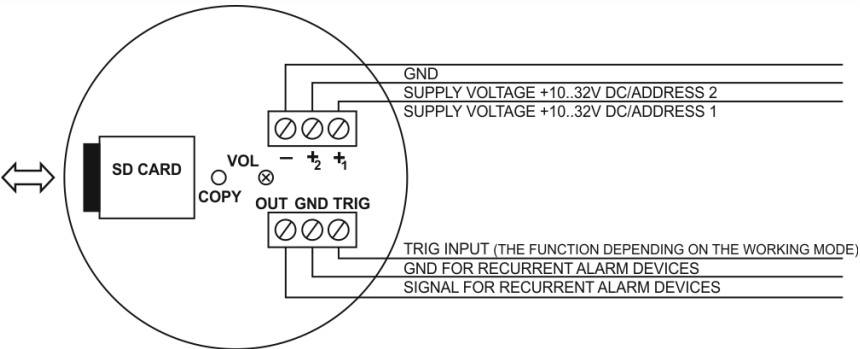 GND
SUPPLY VOLTAGE +10..32V DC/ADDRESS 2
SUPPLY VOLTAGE +10..32V DC/ADDRESS 1
− +2 +1
SD CARD
VOL
COPY
OUT GND TRIG
TRIG INPUT (THE FUNCTION DEPENDING ON THE WORKING MODE)
GND FOR RECURRENT ALARM DEVICES
SIGNAL FOR RECURRENT ALARM DEVICES